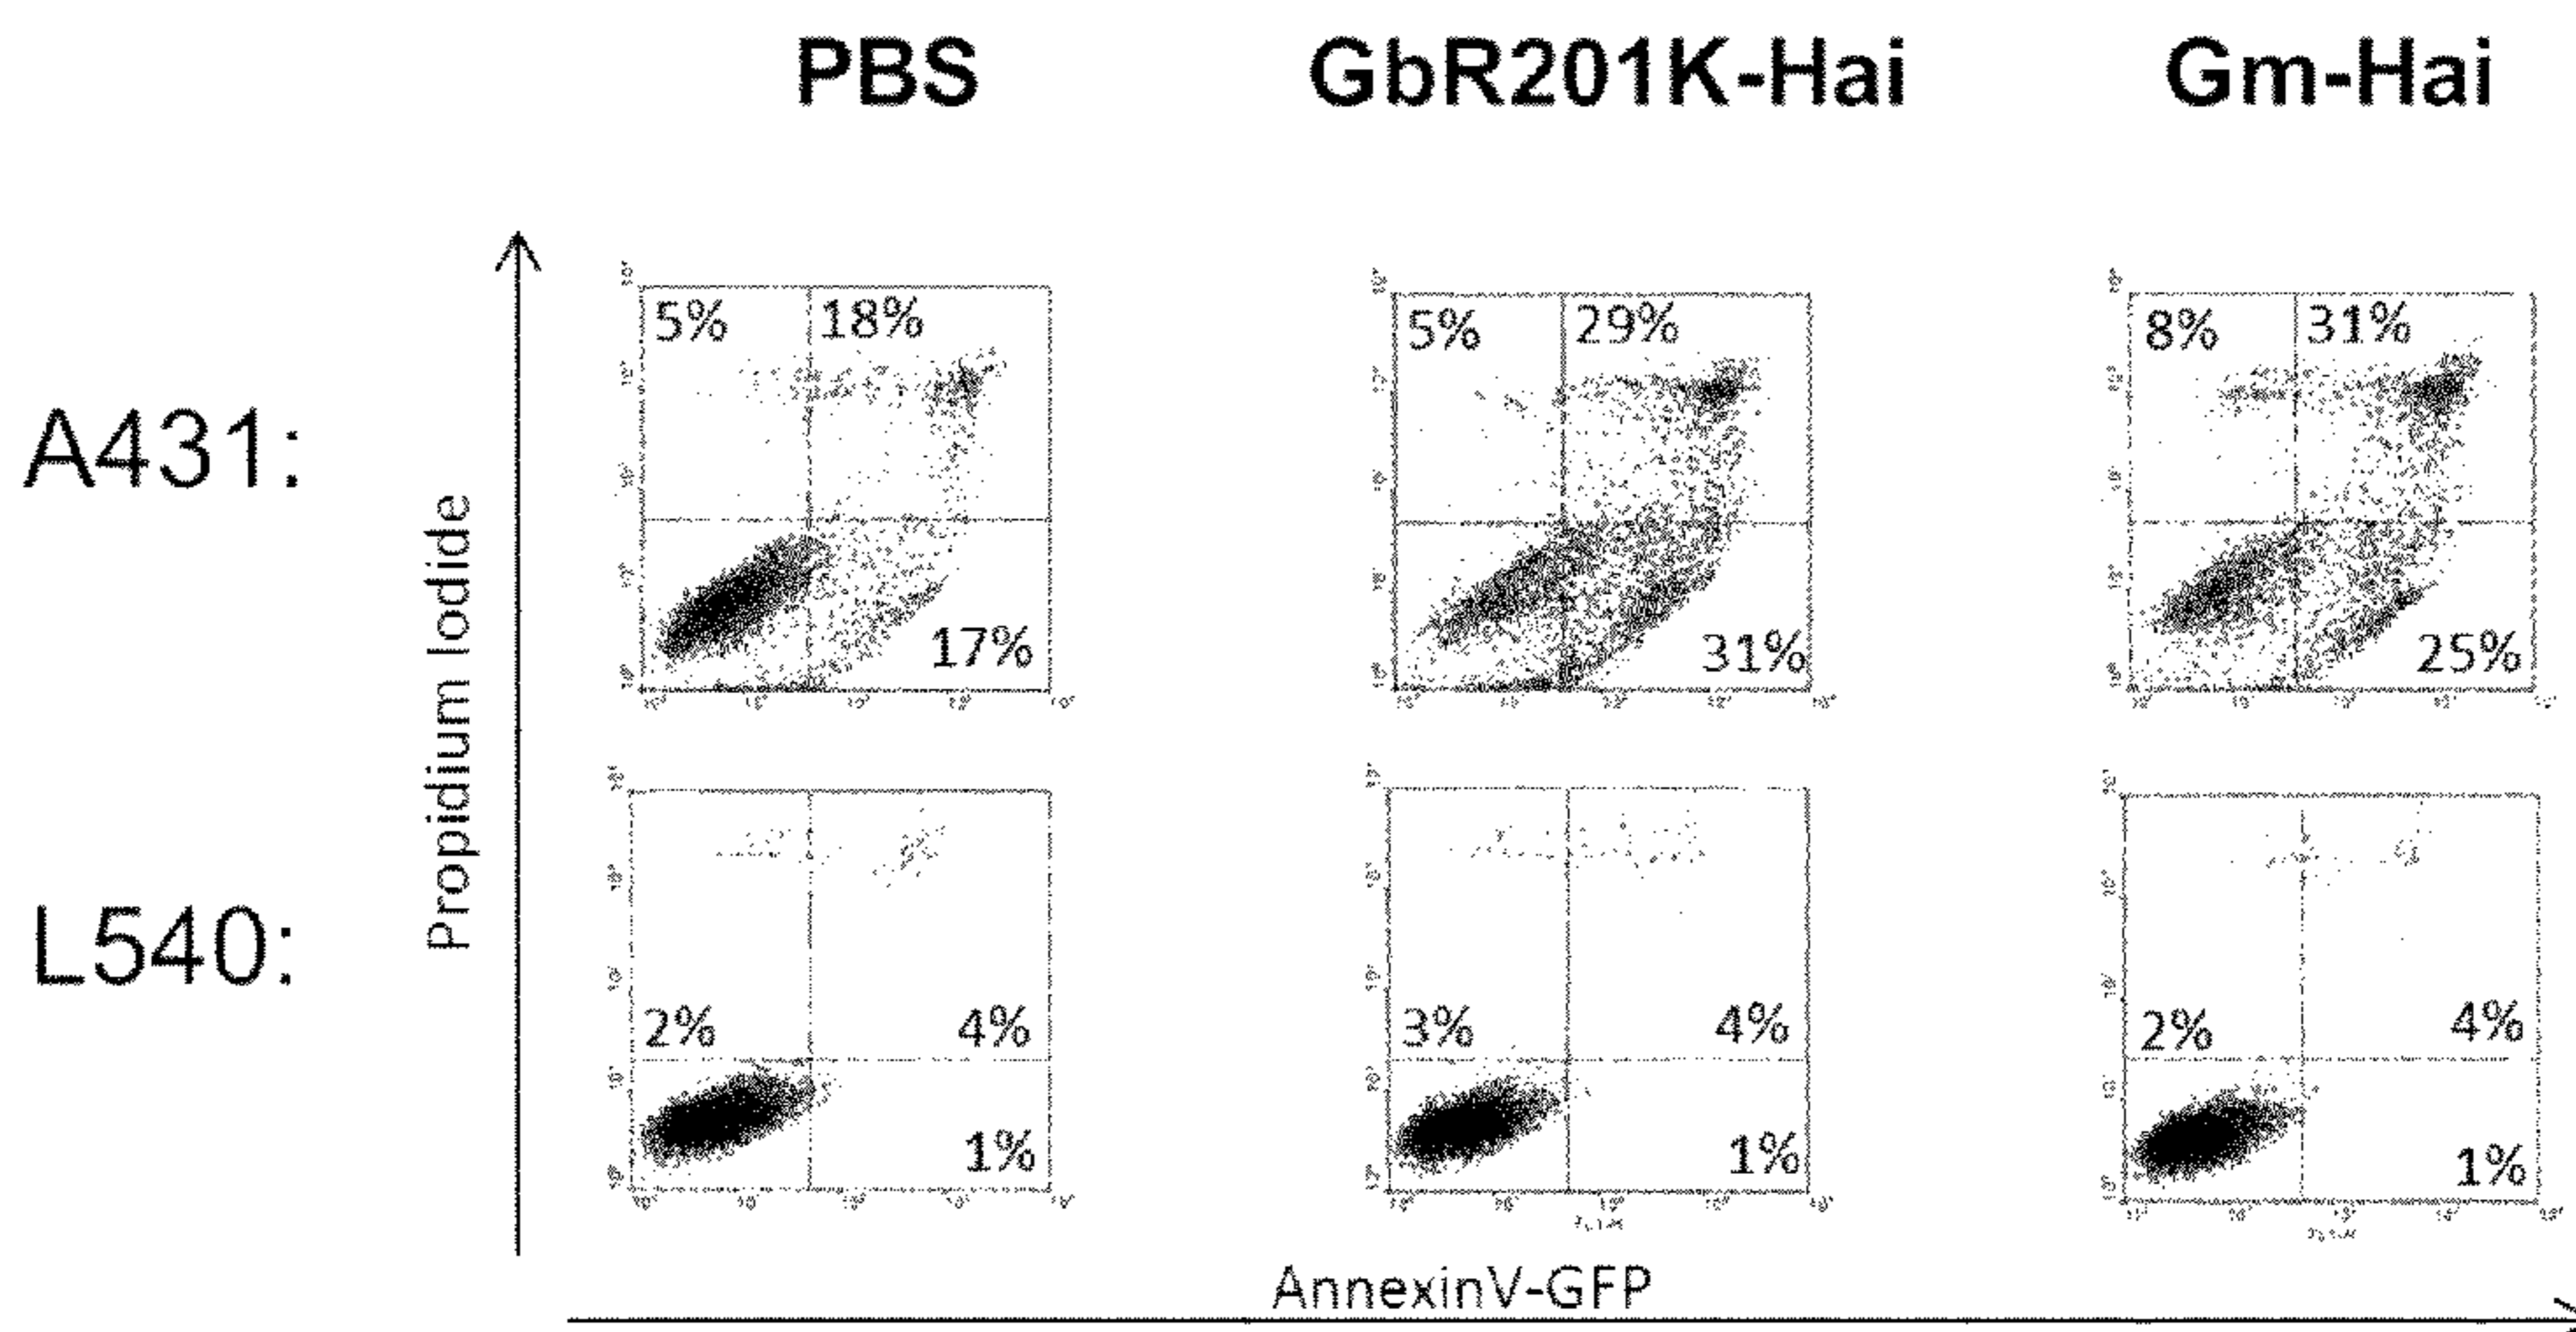 PBS GbR201K-Hai Gm-Hai
A431:
5% 18% 17%
5% 29% 31%
8% 31% 25%
Propidium Iodide
L540:
2% 4% 1%
3% 4% 1%
2% 4% 1%
AnnexinV-GFP